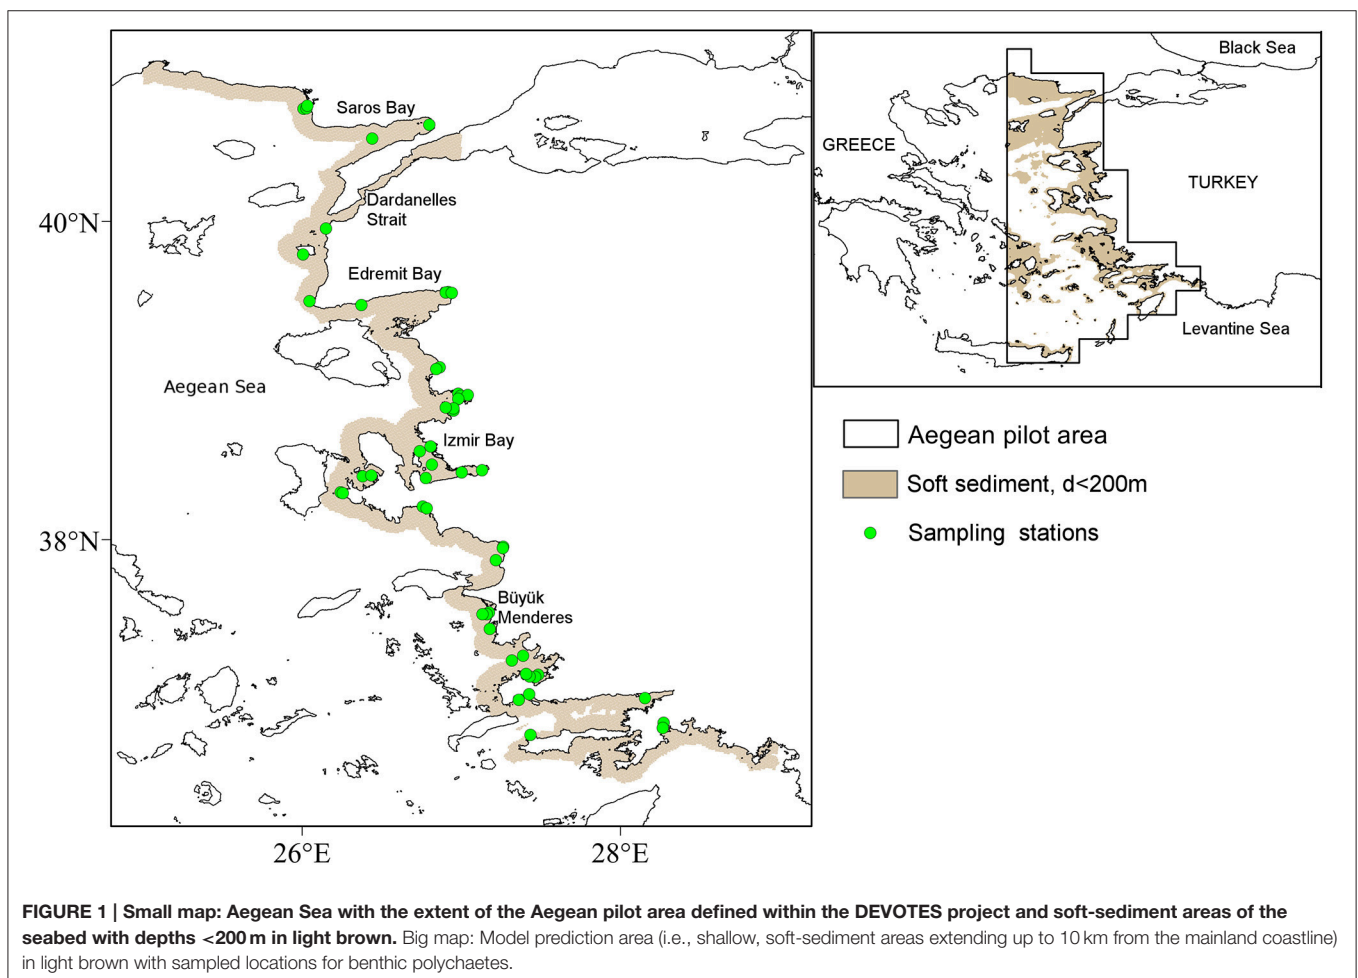 Saros Bay
Dardanelles
Strait
40°N
Edremit Bay
Aegean Sea
Izmir Bay
38°N
Büyük
Menderes
26°E
28°E
Black Sea
GREECE
TURKEY
Levantine Sea
Aegean pilot area
Soft sediment, d<200m
Sampling stations
FIGURE 1 | Small map: Aegean Sea with the extent of the Aegean pilot area defined within the DEVOTES project and soft-sediment areas of the
seabed with depths <200 m in light brown. Big map: Model prediction area (i.e., shallow, soft-sediment areas extending up to 10 km from the mainland coastline)
in light brown with sampled locations for benthic polychaetes.